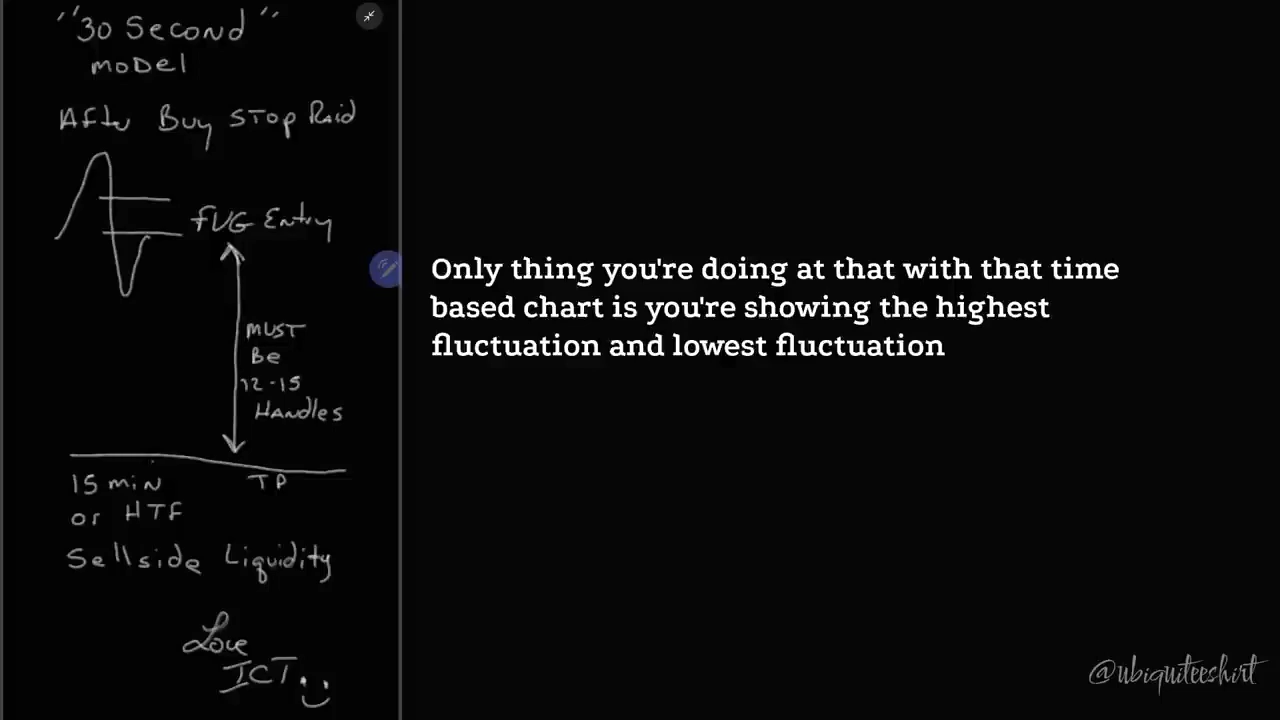 "30 Second"
model
After Buy Stop Raid
FVG Entry
MUST
Be
12-15
HANdles
15 min
TP
or HTF
Sellside Liquidity
Love
ICT
Only thing you're doing at that with that time
based chart is you're showing the highest
fluctuation and lowest fluctuation
@ubiquiteeshirt